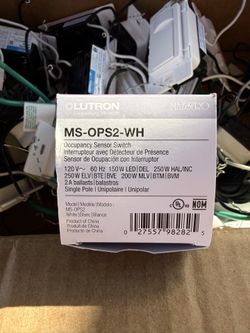 LUTRON
MAESTRO
MS-OPS2-WH
Occupancy Sensor Switch
Interrupteur avec Détecteur de Présence
Sensor de Ocupación con Interruptor
120 V~ 60 Hz 150 W LED|DEL 250 W HAL/INC
250 W ELV|BTE|BVE 200 W MLV|BTM|BVM
2 A ballasts|balastros
Single Pole | Unipolaire | Unipolar
Model | Modèle | Modelo:
MS-OPS2
White | Blanc | Blanco
Product of China
Produit de Chine
UL
US
NOM
0 27557 98282 5